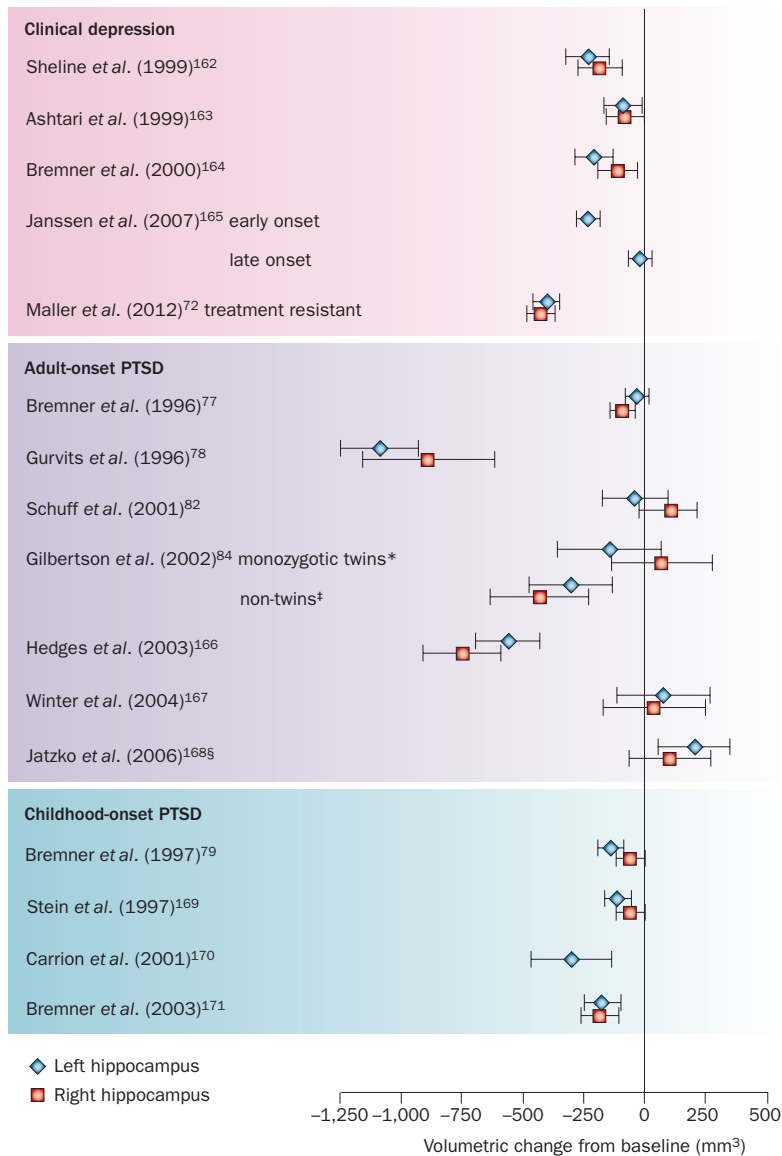 Clinical depression
Sheline et al. (1999)162
Ashtari et al. (1999)163
Bremner et al. (2000)164
Janssen et al. (2007)165 early onset
late onset
Maller et al. (2012)72 treatment resistant
Adult-onset PTSD
Bremner et al. (1996)77
Gurvits et al. (1996)78
Schuff et al. (2001)82
Gilbertson et al. (2002)84 monozygotic twins*
non-twins‡
Hedges et al. (2003)166
Winter et al. (2004)167
Jatzko et al. (2006)168§
Childhood-onset PTSD
Bremner et al. (1997)79
Stein et al. (1997)169
Carrion et al. (2001)170
Bremner et al. (2003)171
Left hippocampus
Right hippocampus
–1,250 –1,000 –750 –500 –250 0 250 500
Volumetric change from baseline (mm3)